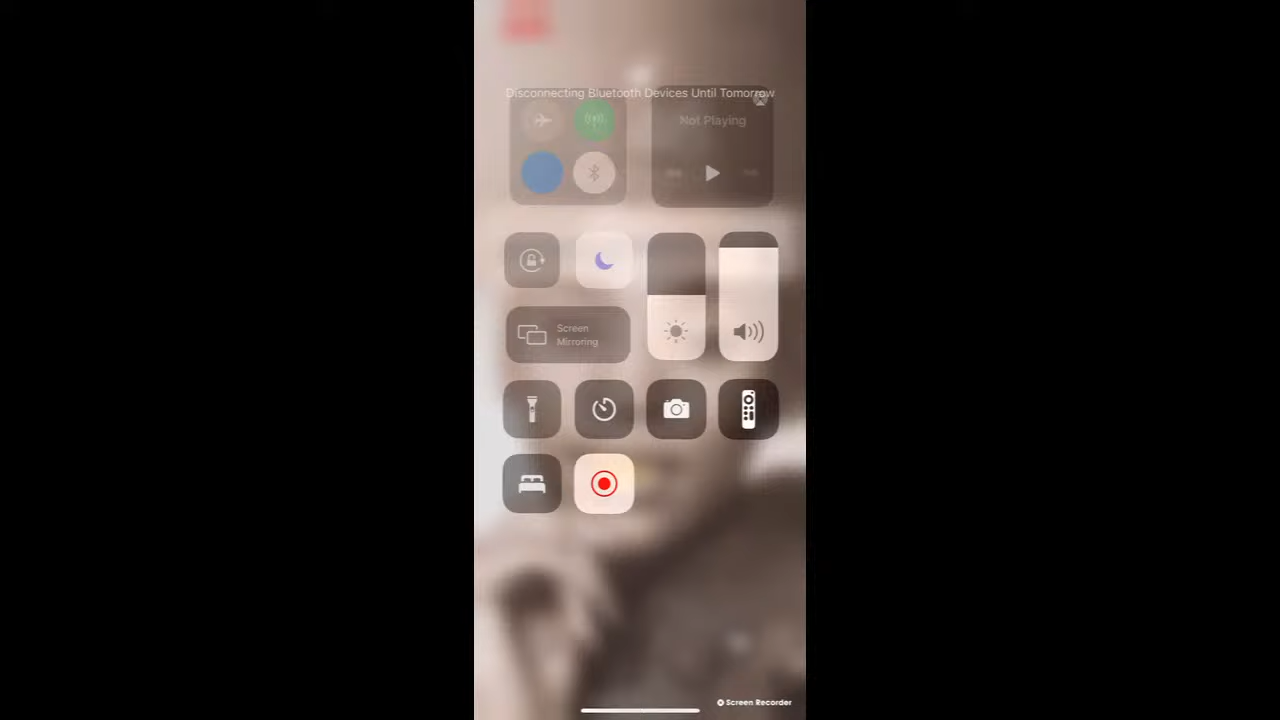 Disconnecting Bluetooth Devices Until Tomorrow
Not Playing
Screen
Mirroring
Screen Recorder